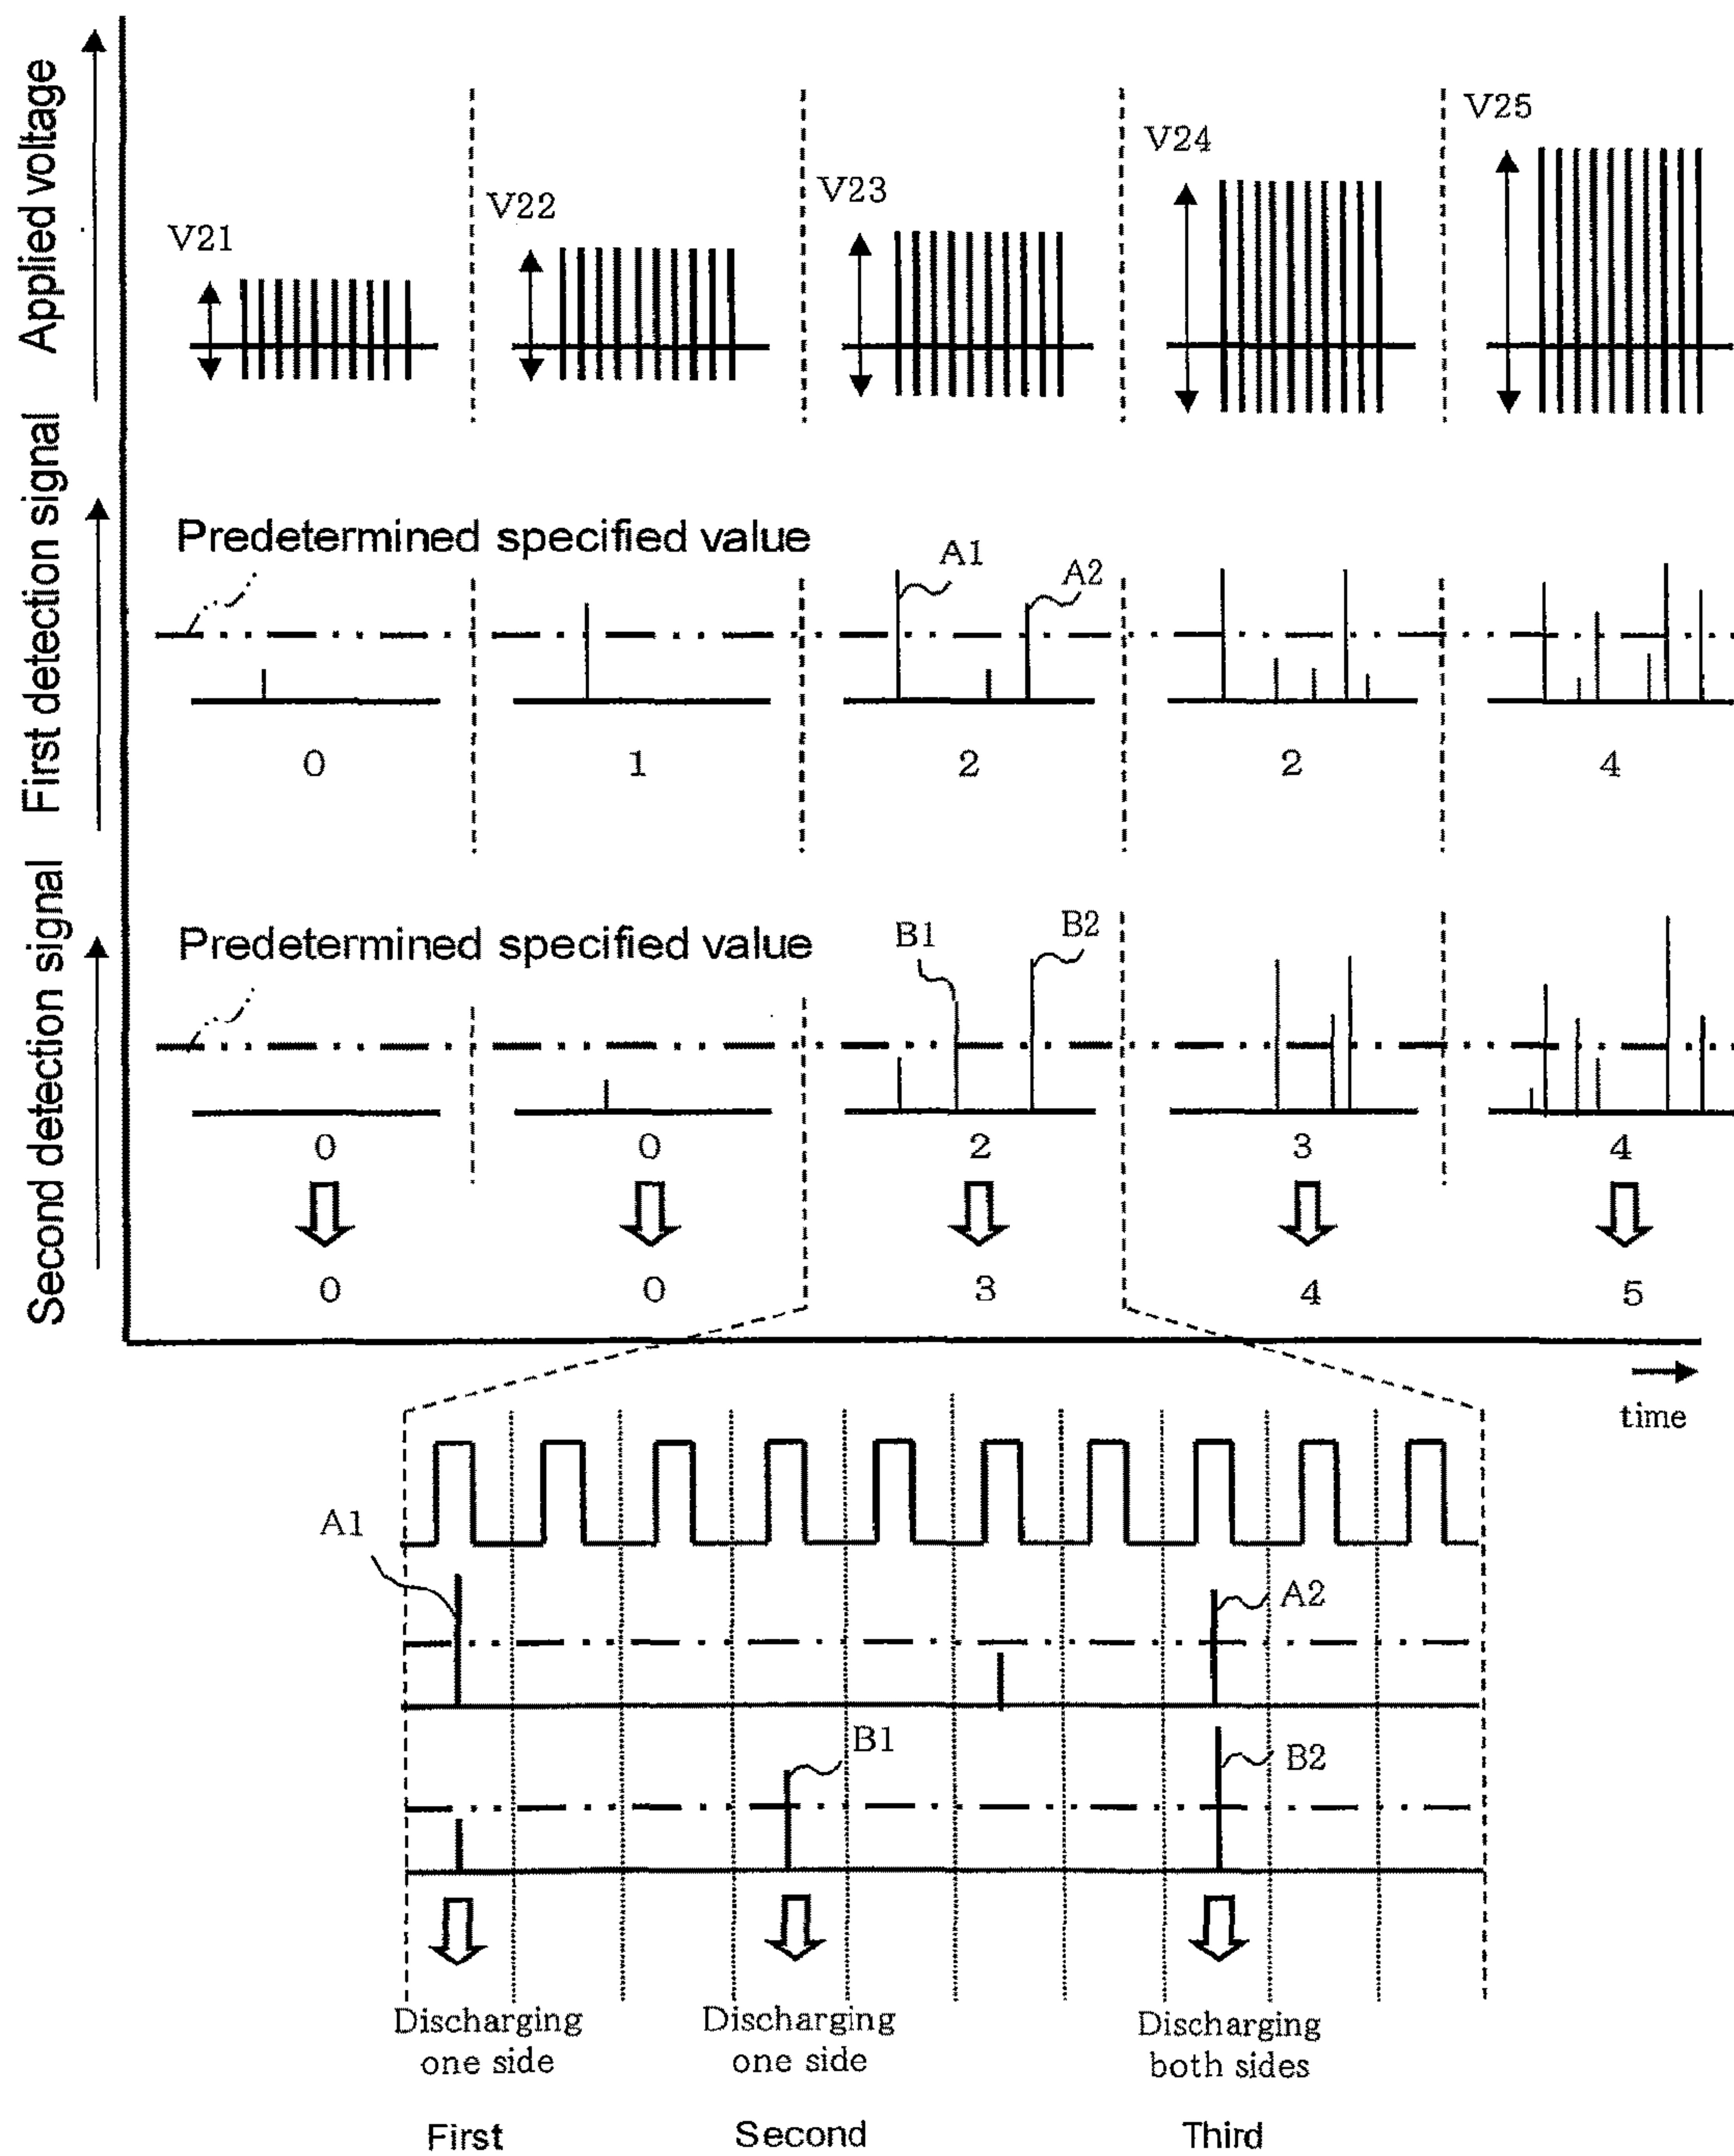 Applied voltage
V21
V22
V23
V24
V25
First detection signal
Predetermined specified value
A1
A2
0
1
2
2
4
Second detection signal
Predetermined specified value
B1
B2
0
0
2
3
4
0
0
3
4
5
time
A1
A2
B1
B2
Discharging
one side
Discharging
one side
Discharging
both sides
First
Second
Third